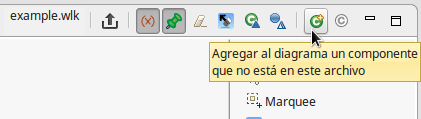 example.wlk
(x)
Agregar al diagrama un componente
que no está en este archivo
Marquee